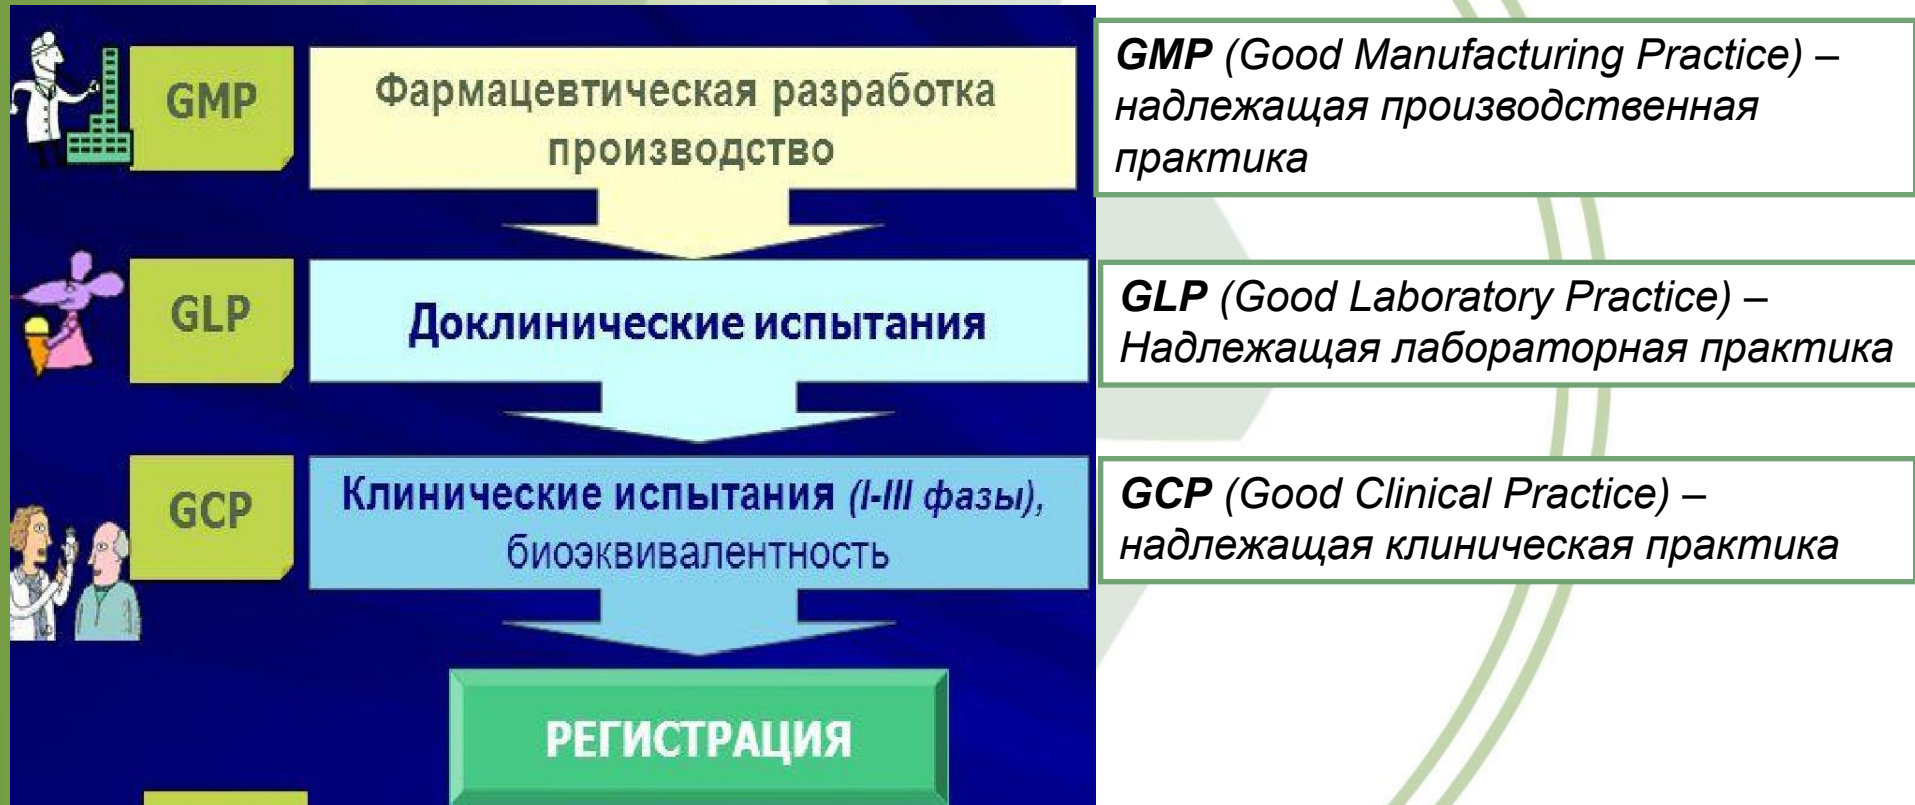 GMP
Фармацевтическая разработка
производство
GMP (Good Manufacturing Practice) –
надлежащая производственная
практика
GLP
Доклинические испытания
GLP (Good Laboratory Practice) –
Надлежащая лабораторная практика
GCP
Клинические испытания (I-III фазы),
биоэквивалентность
GCP (Good Clinical Practice) –
надлежащая клиническая практика
РЕГИСТРАЦИЯ